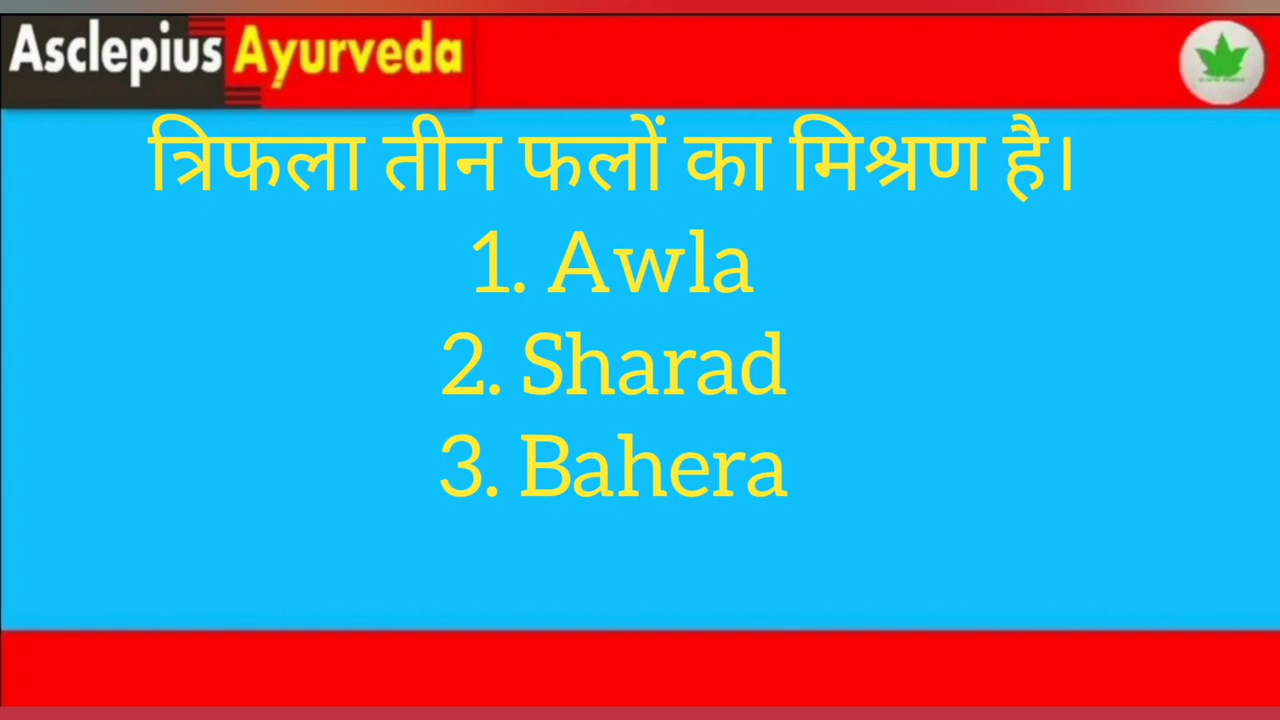 Asclepius Ayurveda
त्रिफला तीन फलों का मिश्रण है।
1. Awla
2. Sharad
3. Bahera